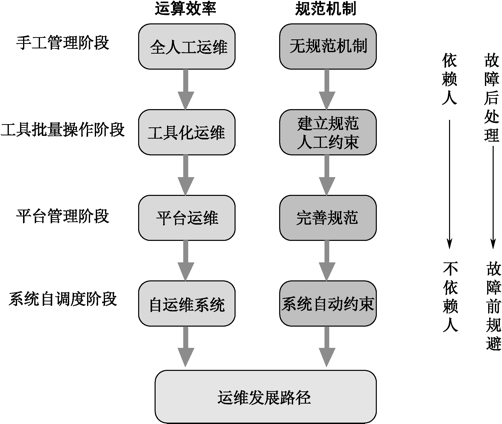 运算效率
规范机制
手工管理阶段
全人工运维
无规范机制
工具批量操作阶段
工具化运维
建立规范
人工约束
平台管理阶段
平台运维
完善规范
系统自调度阶段
自运维系统
系统自动约束
运维发展路径
依赖人
不依赖人
故障后处理
故障前规避